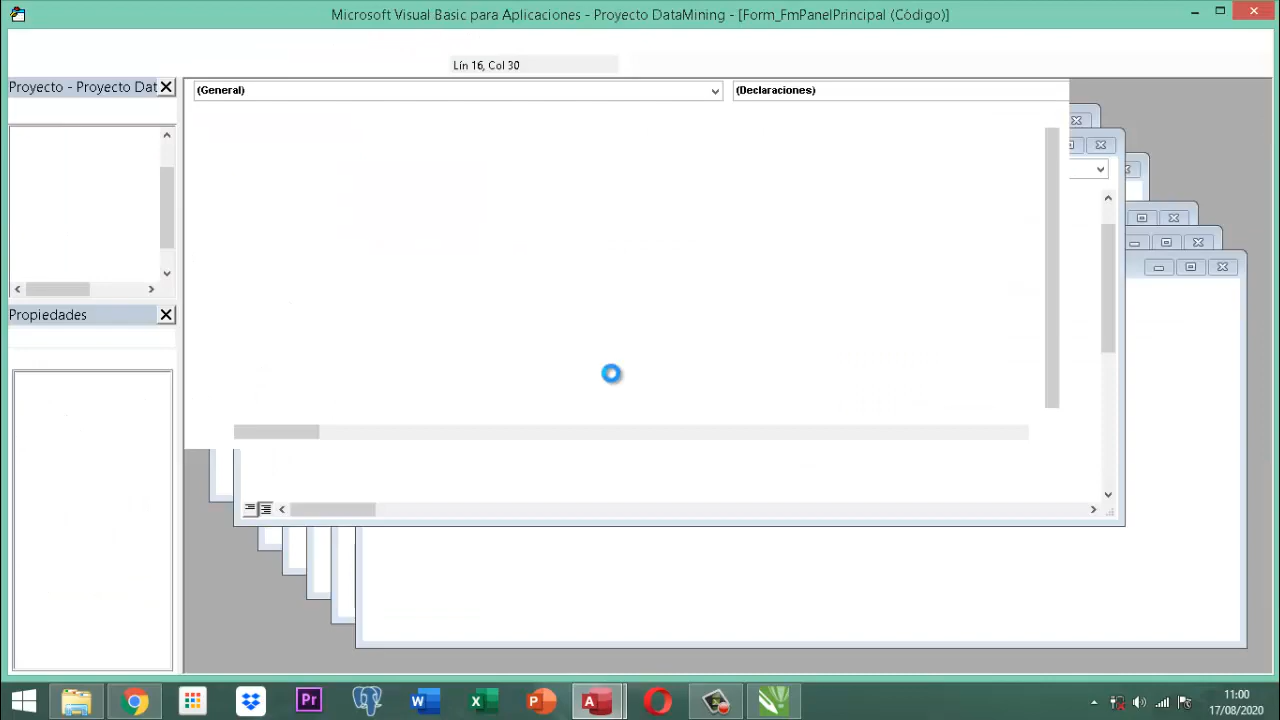 Microsoft Visual Basic para Aplicaciones - Proyecto DataMining - [Form_FmPanelPrincipal (Código)]
Lín 16, Col 30
Proyecto - Proyecto Dat
(General)
(Declaraciones)
Propiedades
Pr
W
X
P
A
11:00
17/08/2020